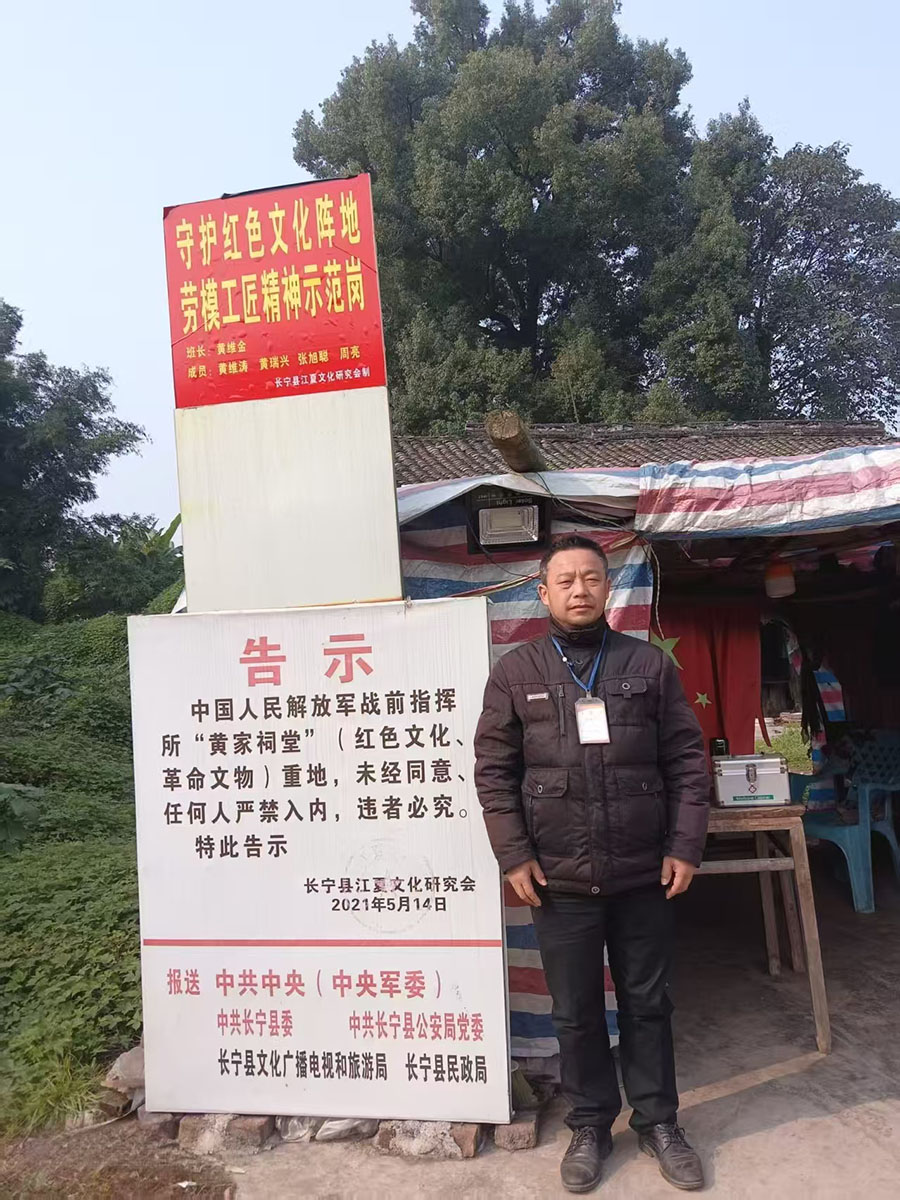 守护红色文化阵地
劳模工匠精神示范岗
班长：黄维金
成员：黄维涛 黄瑞兴 张旭聪 周亮
长宁县江夏文化研究会制
告 示
中国人民解放军战前指挥
所“黄家祠堂”（红色文化、
革命文物）重地，未经同意、
任何人严禁入内，违者必究。
特此告示
长宁县江夏文化研究会
2021年5月14日
报送 中共中央（中央军委）
中共长宁县委 中共长宁县公安局党委
长宁县文化广播电视和旅游局 长宁县民政局
Solar Light